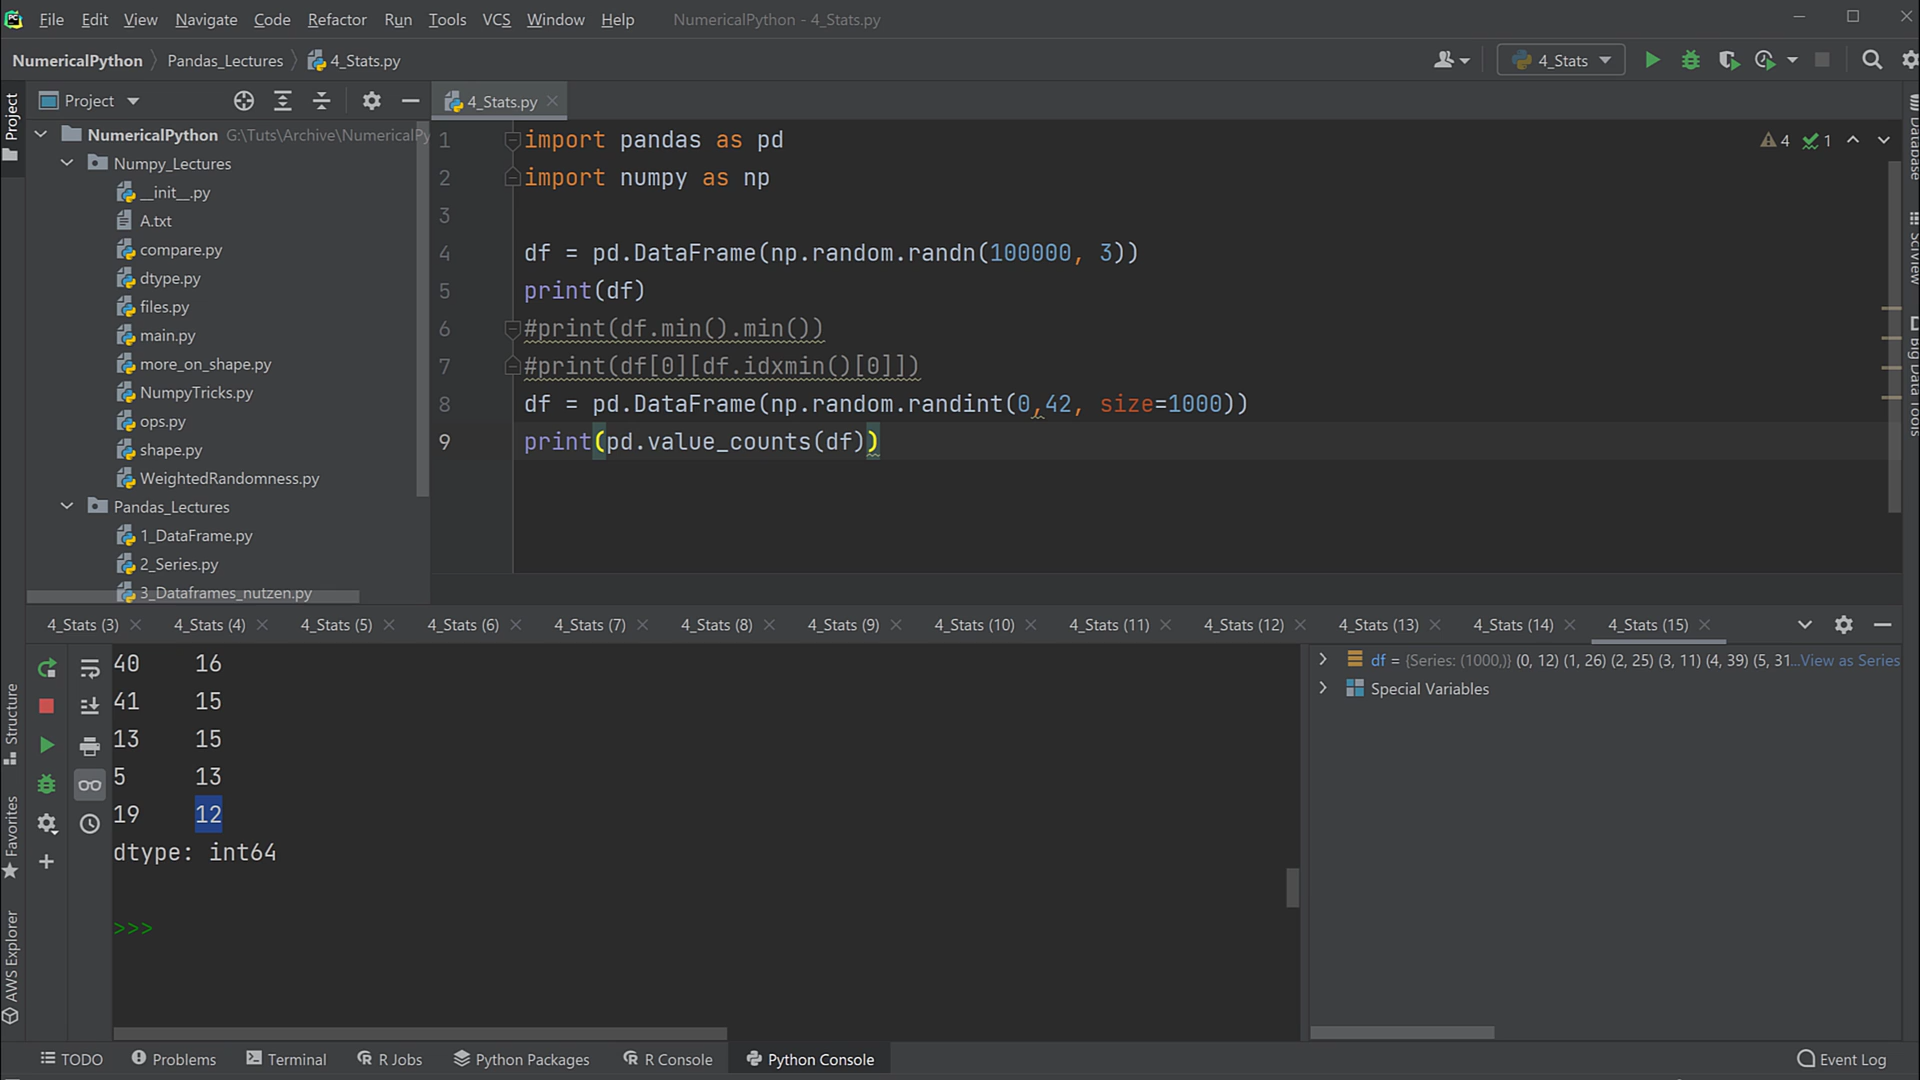 File Edit View Navigate Code Refactor Run Tools VCS Window Help NumericalPython - 4_Stats.py
NumericalPython Pandas_Lectures 4_Stats.py
4_Stats
Project
Project
4_Stats.py
NumericalPython G:\Tuts\Archive\NumericalPy
Numpy_Lectures
__init__.py
A.txt
compare.py
dtype.py
files.py
main.py
more_on_shape.py
NumpyTricks.py
ops.py
shape.py
WeightedRandomness.py
Pandas_Lectures
1_DataFrame.py
2_Series.py
3_Dataframes_nutzen.py
1 import pandas as pd
2 import numpy as np
3
4 df = pd.DataFrame(np.random.randn(100000, 3))
5 print(df)
6 #print(df.min().min())
7 #print(df[0][df.idxmin()[0]])
8 df = pd.DataFrame(np.random.randint(0,42, size=1000))
9 print(pd.value_counts(df))
4 1
Database
SciView
Big Data Tools
4_Stats (3) 4_Stats (4) 4_Stats (5) 4_Stats (6) 4_Stats (7) 4_Stats (8) 4_Stats (9) 4_Stats (10) 4_Stats (11) 4_Stats (12) 4_Stats (13) 4_Stats (14) 4_Stats (15)
40 16
41 15
13 15
5 13
19 12
dtype: int64
>>>
df = {Series: (1000,)} (0, 12) (1, 26) (2, 25) (3, 11) (4, 39) (5, 31...View as Series
Special Variables
Structure
Favorites
AWS Explorer
TODO Problems Terminal R Jobs Python Packages R Console Python Console Event Log